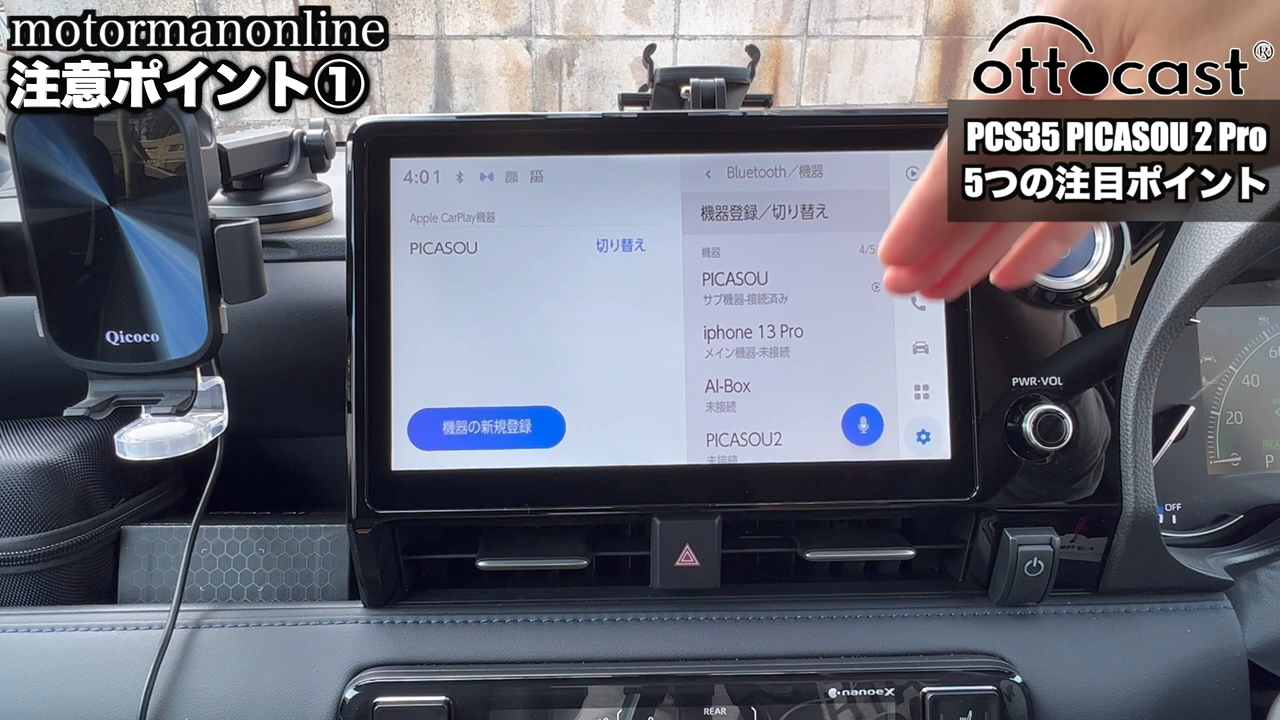 motormanonline
注意ポイント①
ottocast®
PCS35 PICASOU 2 Pro
5つの注目ポイント
4:01
Apple CarPlay機器
PICASOU
切り替え
機器の新規登録
Bluetooth／機器
機器登録／切り替え
機器
4/5
PICASOU
サブ機器-接続済み
iphone 13 Pro
メイン機器-未接続
AI-Box
未接続
PICASOU2
未接続
Qicoco
PWR·VOL
60
40
20
0
P
OFF
nanoeX
REAR